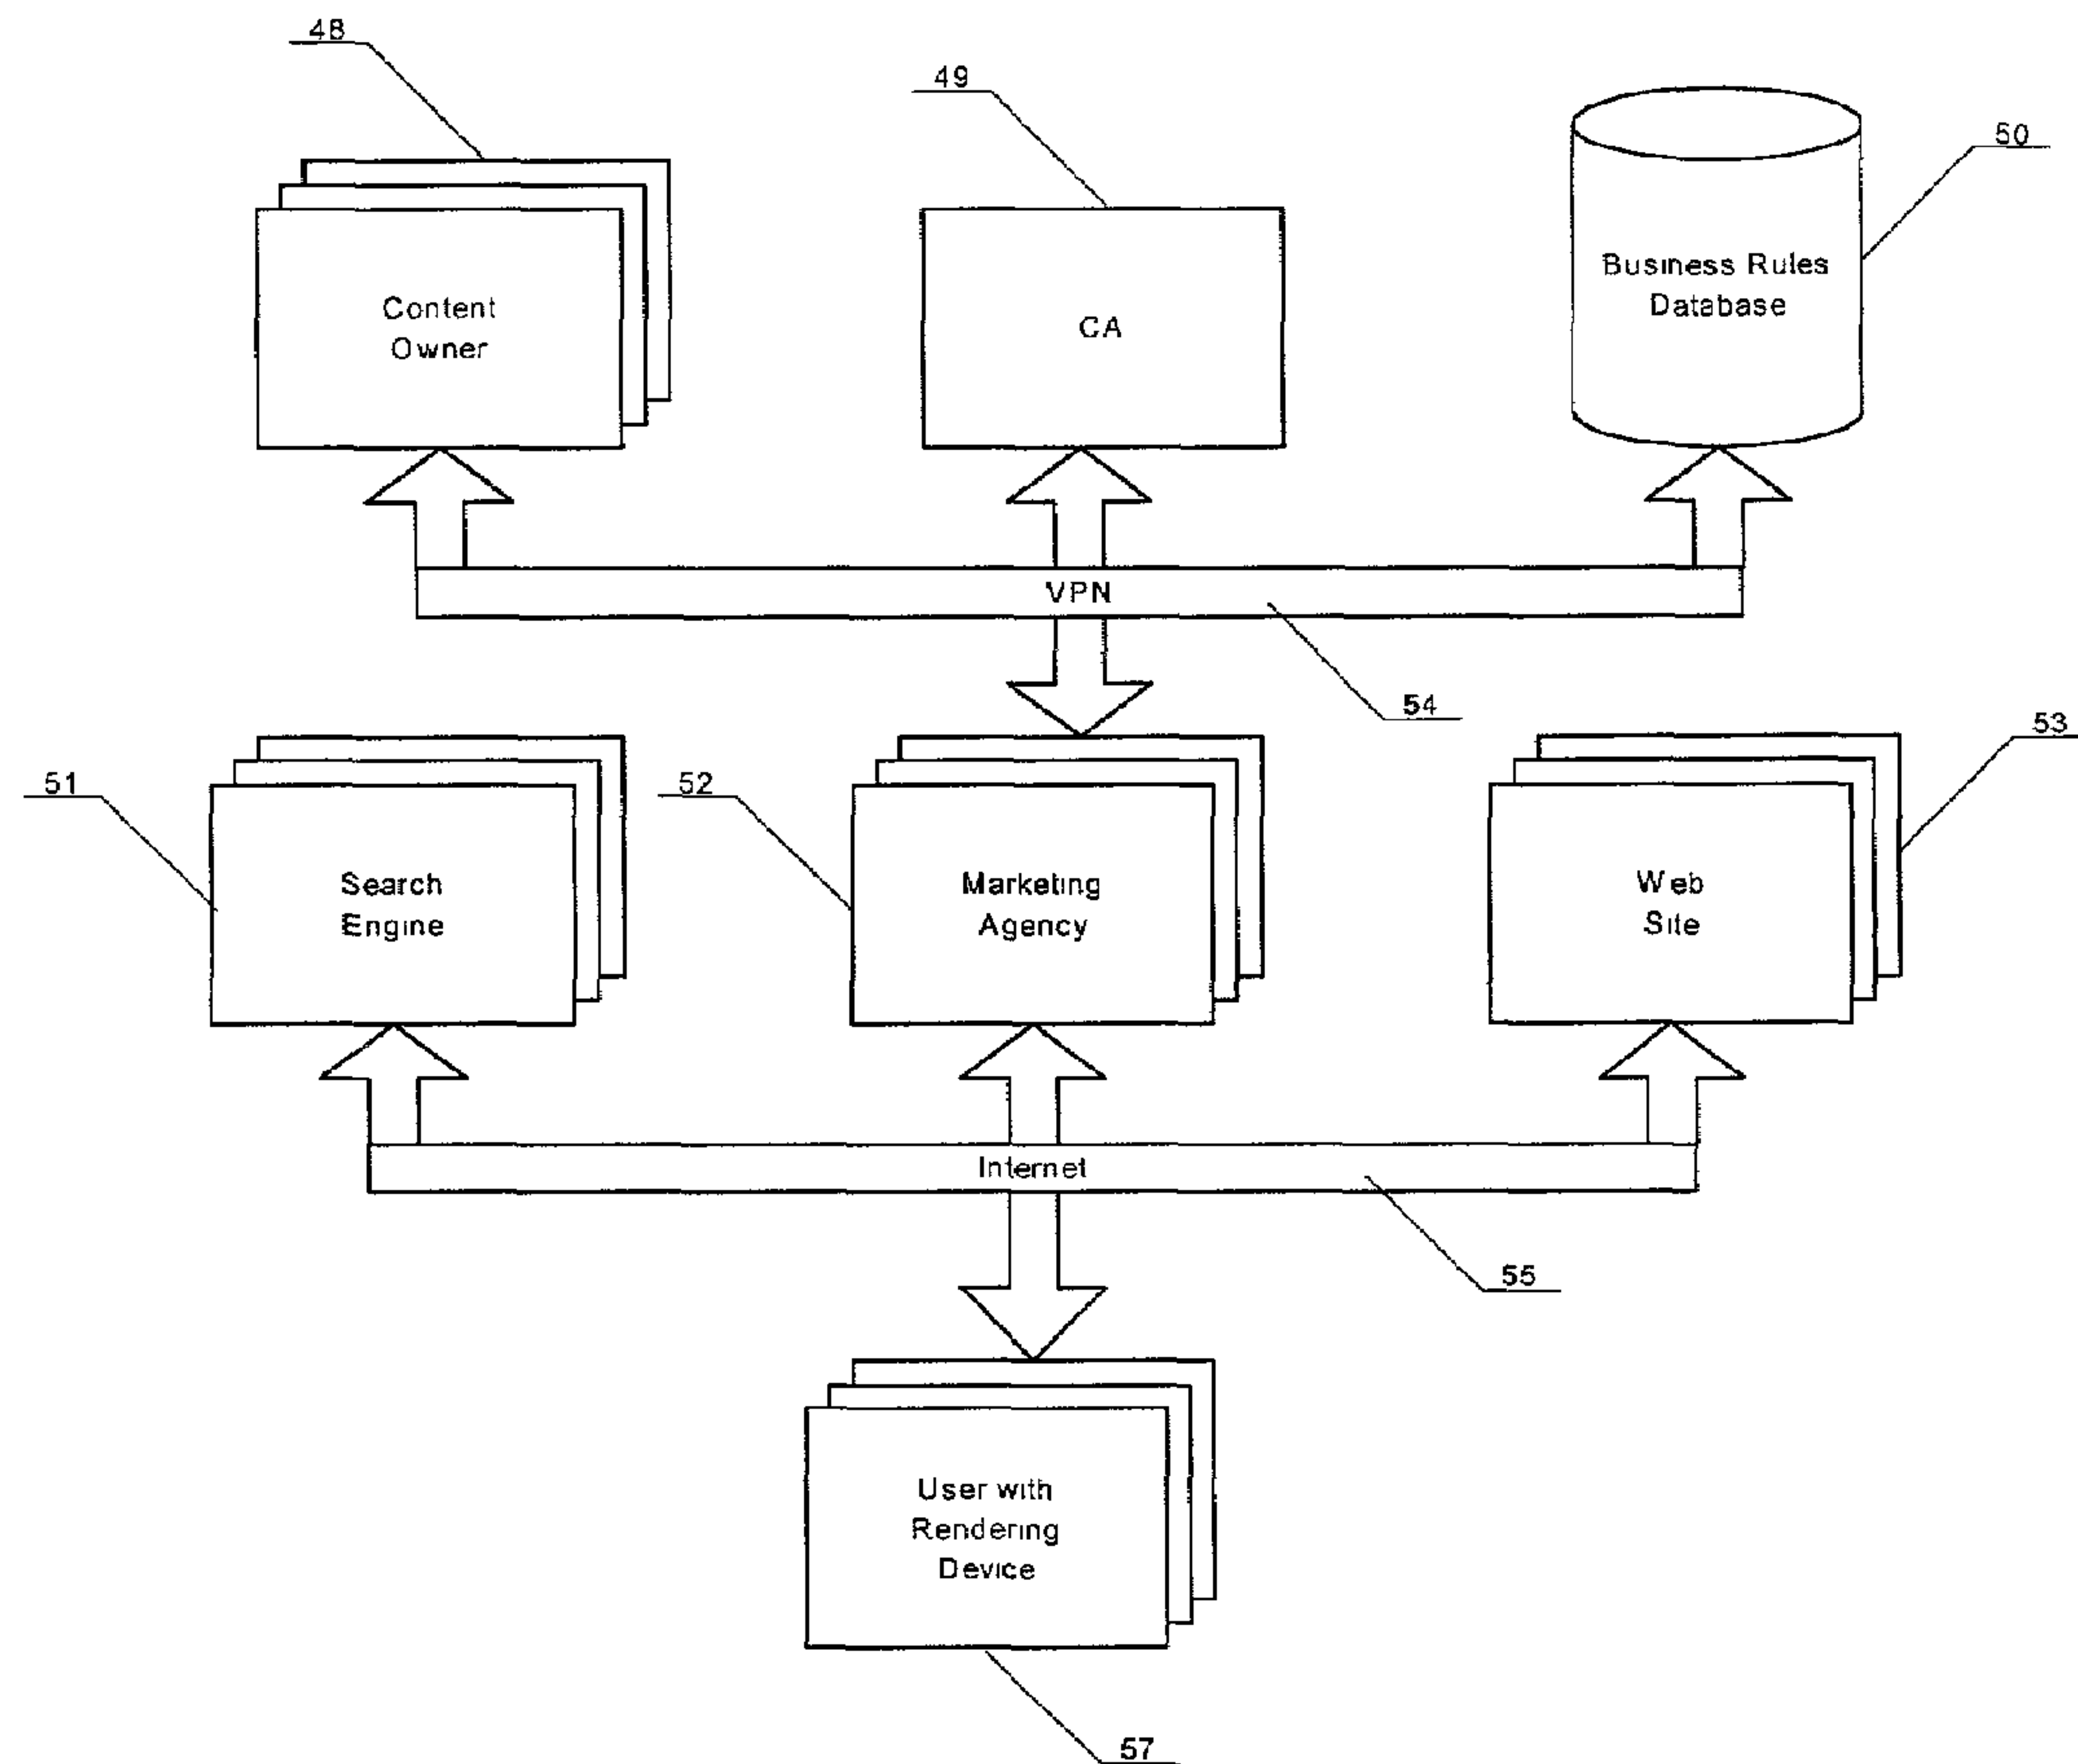 48
49
50
Content
Owner
CA
Business Rules
Database
VPN
54
51
52
53
Search
Engine
Marketing
Agency
Web
Site
Internet
55
User with
Rendering
Device
57